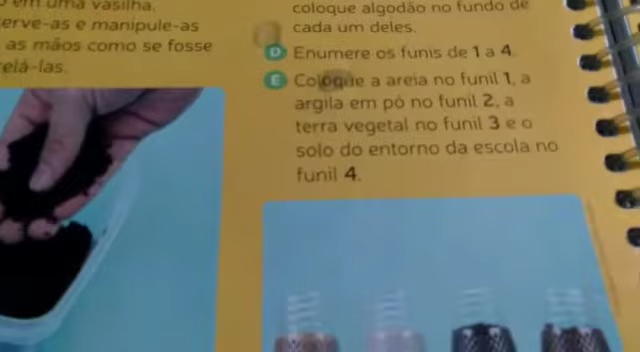 em uma vasilha.
erve-as e manipule-as
as mãos como se fosse
elá-las.
coloque algodão no fundo de
cada um deles.
D Enumere os funis de 1 a 4.
E Coloque a areia no funil 1, a
argila em pó no funil 2, a
terra vegetal no funil 3 e o
solo do entorno da escola no
funil 4.